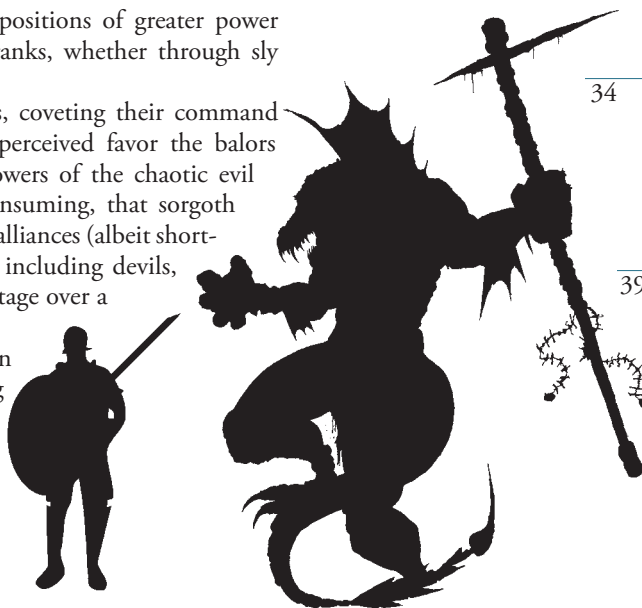 positions of greater power
ranks, whether through sly
s, coveting their command
perceived favor the balors
owers of the chaotic evil
nsuming, that sorgoth
alliances (albeit short-
including devils,
tage over a
n
g
34
39